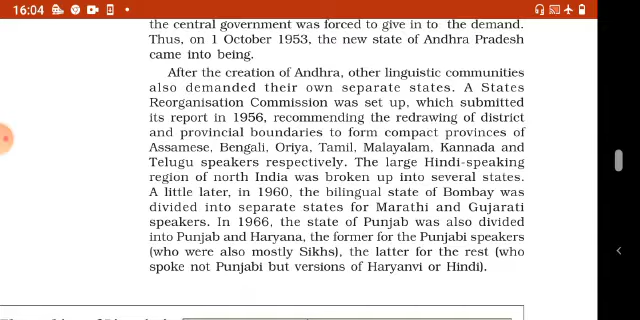 16:04
the central government was forced to give in to the demand.
Thus, on 1 October 1953, the new state of Andhra Pradesh
came into being.
After the creation of Andhra, other linguistic communities
also demanded their own separate states. A States
Reorganisation Commission was set up, which submitted
its report in 1956, recommending the redrawing of district
and provincial boundaries to form compact provinces of
Assamese, Bengali, Oriya, Tamil, Malayalam, Kannada and
Telugu speakers respectively. The large Hindi-speaking
region of north India was broken up into several states.
A little later, in 1960, the bilingual state of Bombay was
divided into separate states for Marathi and Gujarati
speakers. In 1966, the state of Punjab was also divided
into Punjab and Haryana, the former for the Punjabi speakers
(who were also mostly Sikhs), the latter for the rest (who
spoke not Punjabi but versions of Haryanvi or Hindi).